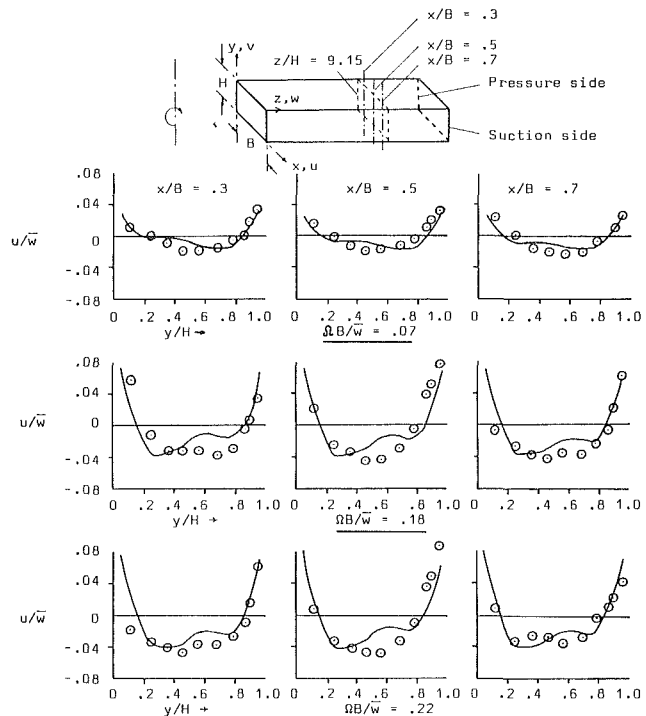 x/B = .3
y,v
x/B = .5
z/H = 9.15
x/B = .7
H
Pressure side
z,w
Suction side
B
x,u
.08
x/B = .3
x/B = .5
x/B = .7
.04
u/w̅
0
-.04
-.08
0 .2 .4 .6 .8 1.0
0 .2 .4 .6 .8 1.0
0 .2 .4 .6 .8 1.0
y/H →
ΩB/w̅ = .07
.08
.04
u/w̅
0
-.04
-.08
0 .2 .4 .6 .8 1.0
0 .2 .4 .6 .8 1.0
0 .2 .4 .6 .8 1.0
y/H →
ΩB/w̅ = .18
.08
.04
u/w̅
0
-.04
-.08
0 .2 .4 .6 .8 1.0
0 .2 .4 .6 .8 1.0
0 .2 .4 .6 .8 1.0
y/H →
ΩB/w̅ = .22